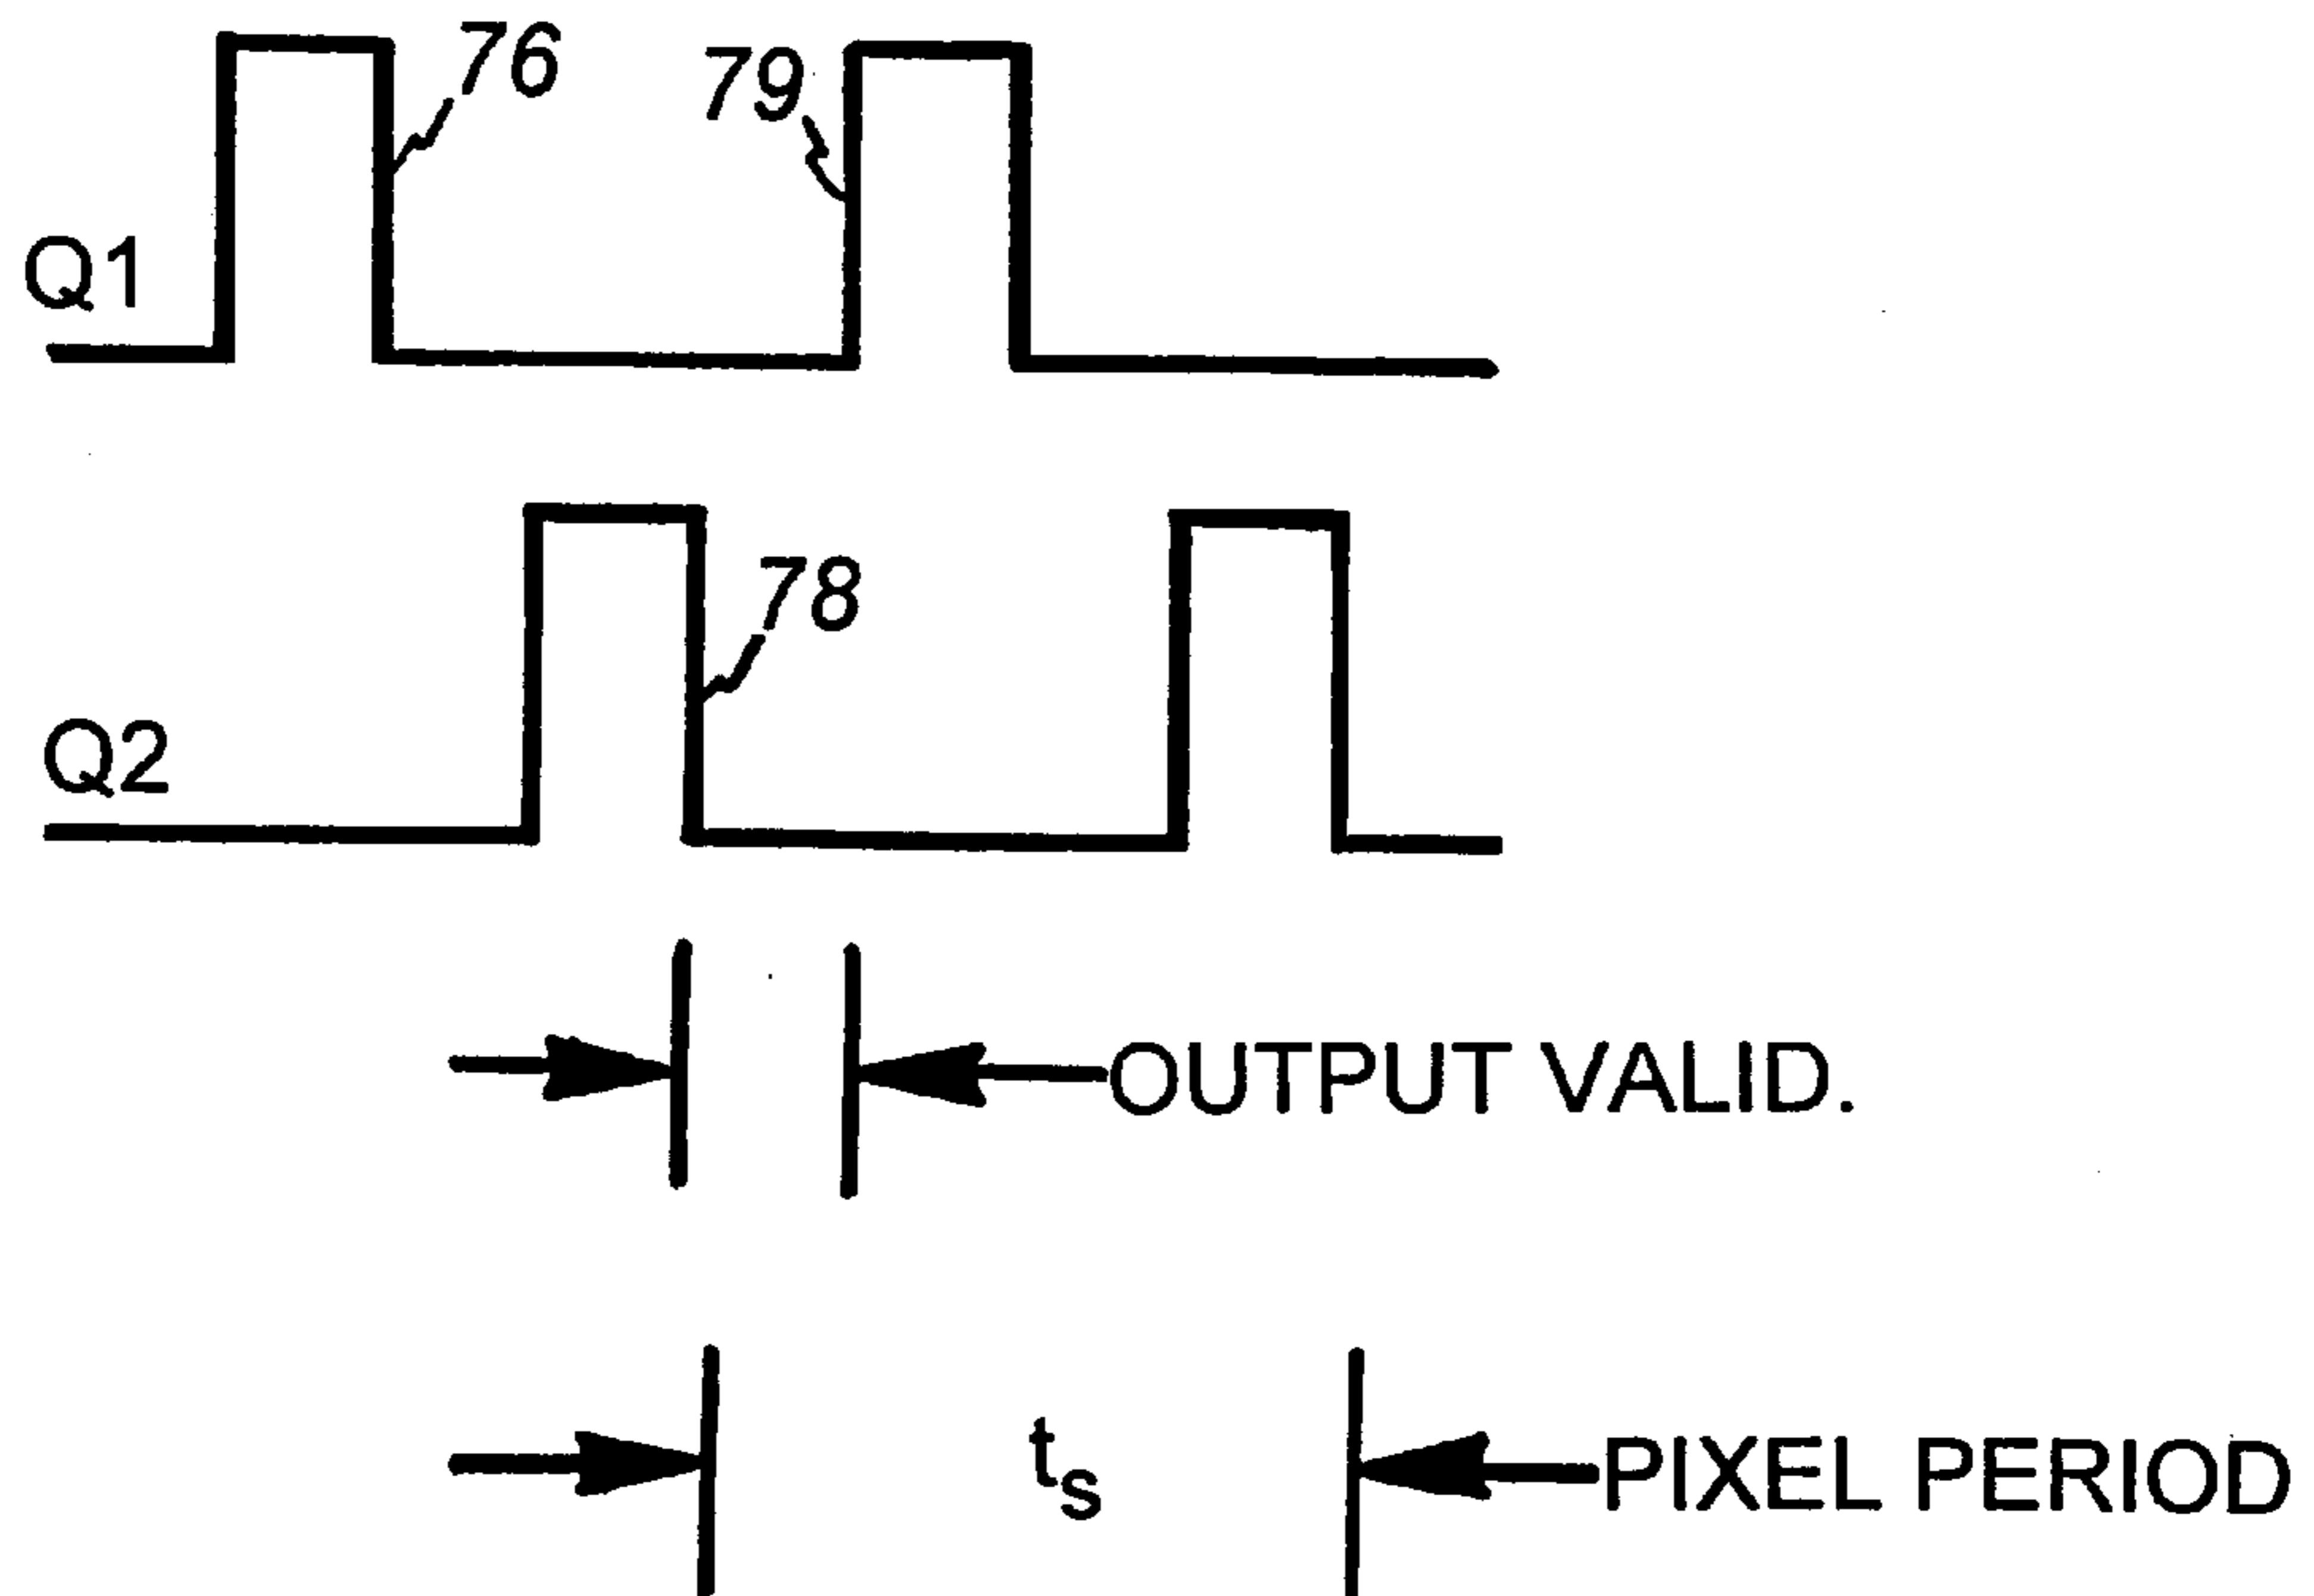 76
79
Q1
78
Q2
OUTPUT VALID.
ts
PIXEL PERIOD